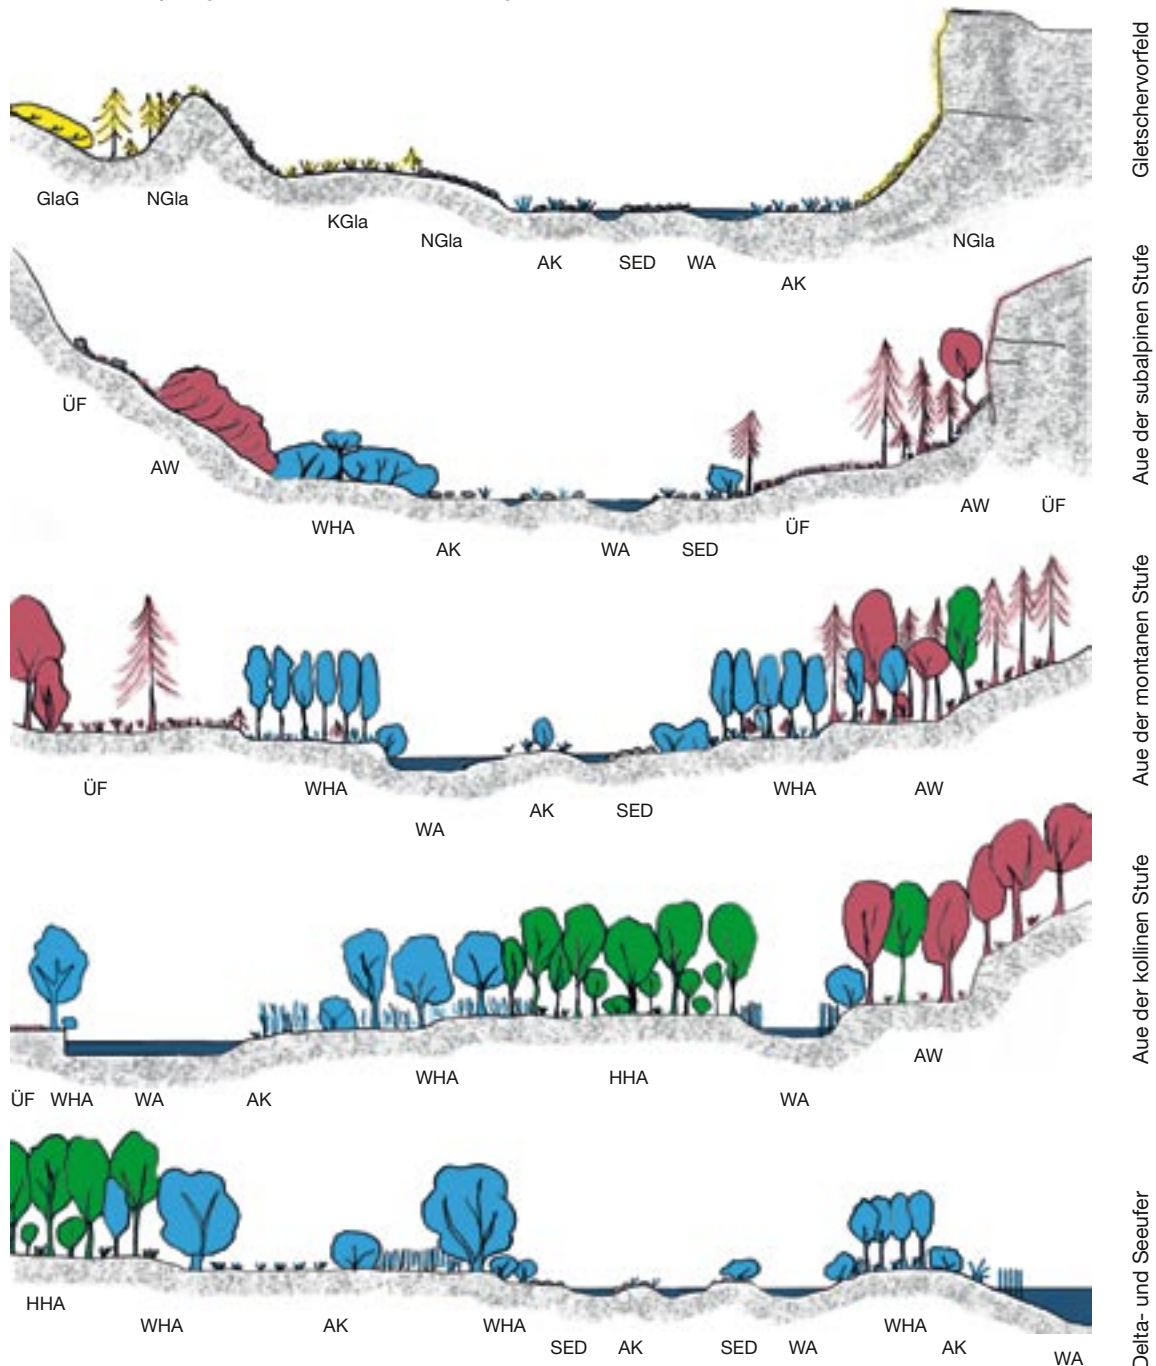 Gletschervorfeld
GlaG NGla
KGla
NGla NGla
AK SED WA
AK
Aue der subalpinen Stufe
ÜF
AW
AW ÜF
WHA ÜF
AK WA SED
Aue der montanen Stufe
ÜF WHA WHA AW
AK SED
WA
Aue der kollinen Stufe
AW
WHA HHA
ÜF WHA WA AK WA
Delta- und Seeufer
HHA
WHA AK WHA WHA
SED AK SED WA AK
WA